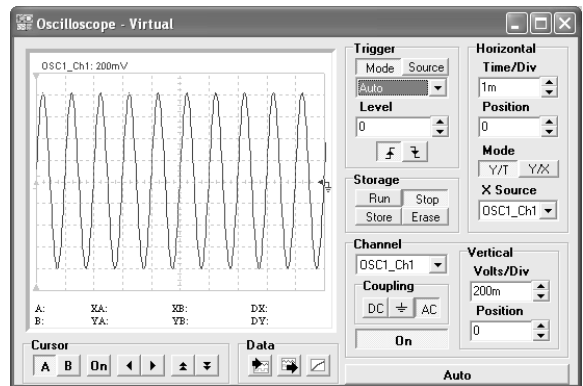 Oscilloscope - Virtual
OSC1_Ch1: 200mV
A: XA: XB: DX:
B: YA: YB: DY:
Cursor
A B On
Data
Trigger
Mode Source
Auto
Level
0
Storage
Run Stop
Store Erase
Channel
OSC1_Ch1
Coupling
DC AC
On
Horizontal
Time/Div
1m
Position
0
Mode
Y/T Y/X
X Source
OSC1_Ch1
Vertical
Volts/Div
200m
Position
0
Auto